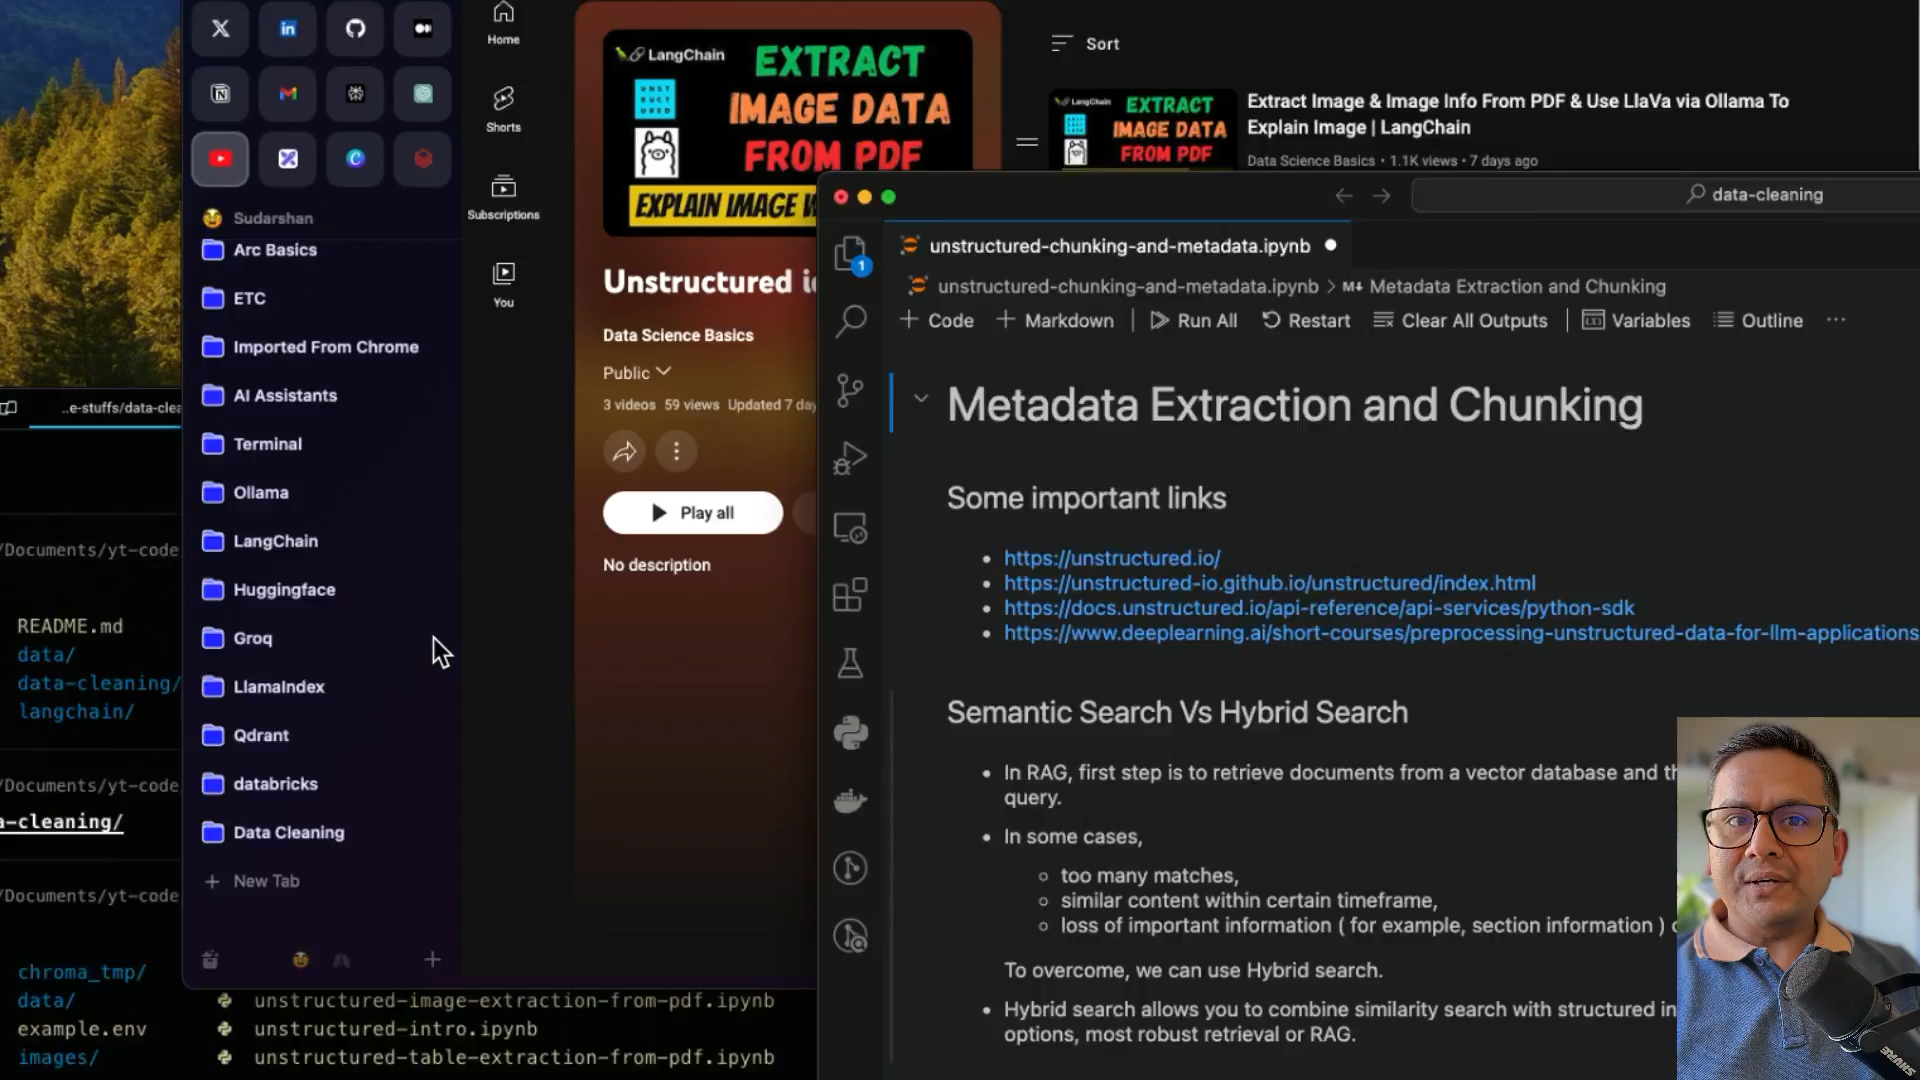 Sudarshan
Arc Basics
ETC
Imported From Chrome
AI Assistants
Terminal
Ollama
LangChain
Huggingface
Groq
LlamaIndex
Qdrant
databricks
Data Cleaning
New Tab
..e-stuffs/data-clea
/Documents/yt-code
README.md
data/
data-cleaning/
langchain/
/Documents/yt-code
a-cleaning/
/Documents/yt-code
chroma_tmp/
data/
example.env
images/
unstructured-image-extraction-from-pdf.ipynb
unstructured-intro.ipynb
unstructured-table-extraction-from-pdf.ipynb
Home
Shorts
Subscriptions
You
LangChain
EXTRACT
UNST
RUCT
URED
IMAGE DATA
FROM PDF
EXPLAIN IMAGE
Unstructured
Data Science Basics
Public
3 videos 59 views Updated 7 day
Play all
No description
Sort
LangChain
EXTRACT
IMAGE DATA
FROM PDF
Extract Image & Image Info From PDF & Use LlaVa via Ollama To
Explain Image | LangChain
Data Science Basics • 1.1K views • 7 days ago
data-cleaning
1
unstructured-chunking-and-metadata.ipynb
unstructured-chunking-and-metadata.ipynb > M↓ Metadata Extraction and Chunking
+ Code + Markdown Run All Restart Clear All Outputs Variables Outline ...
Metadata Extraction and Chunking
Some important links
• https://unstructured.io/
• https://unstructured-io.github.io/unstructured/index.html
• https://docs.unstructured.io/api-reference/api-services/python-sdk
• https://www.deeplearning.ai/short-courses/preprocessing-unstructured-data-for-llm-applications
Semantic Search Vs Hybrid Search
• In RAG, first step is to retrieve documents from a vector database and th
query.
• In some cases,
◦ too many matches,
◦ similar content within certain timeframe,
◦ loss of important information ( for example, section information )
To overcome, we can use Hybrid search.
• Hybrid search allows you to combine similarity search with structured in
options, most robust retrieval or RAG.
SHURE